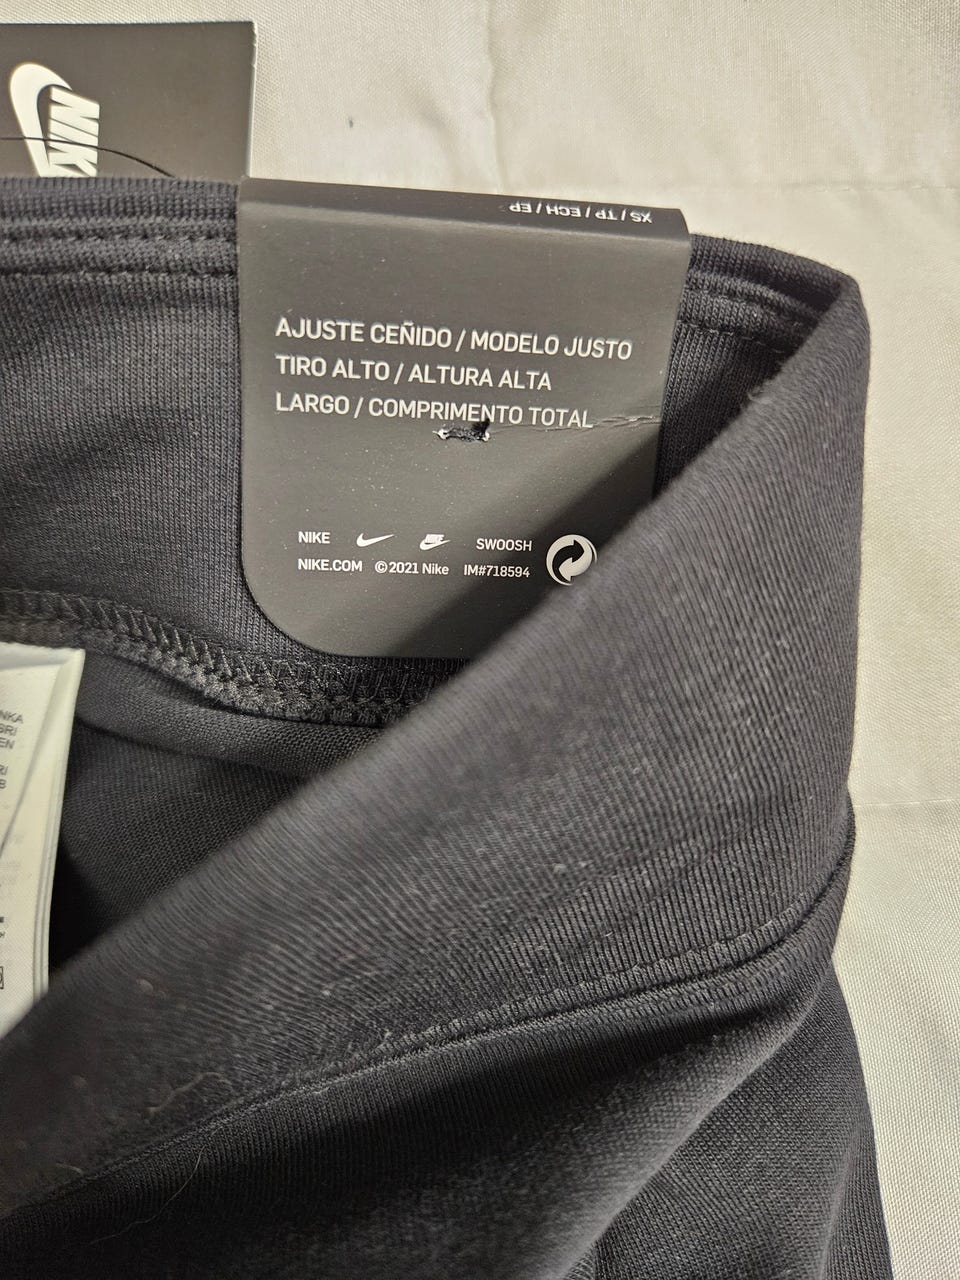 NIKE
XS / TP / ECH / EP
AJUSTE CEÑIDO / MODELO JUSTO
TIRO ALTO / ALTURA ALTA
LARGO / COMPRIMENTO TOTAL
NIKE SWOOSH
NIKE.COM ©2021 Nike IM#718594